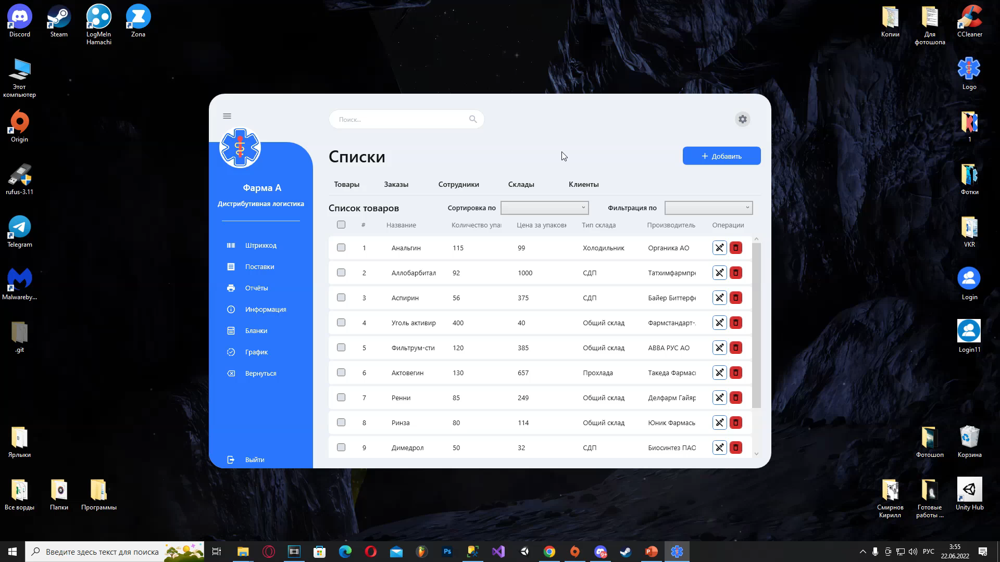 Discord
Steam
LogMeIn
Hamachi
Zona
Копии
Для
фотошопа
CCleaner
Этот
компьютер
Logo
Origin
1
rufus-3.11
Фотки
Telegram
VKR
Malwareby...
Login
.git
Login11
Ярлыки
Фотошоп
Корзина
Все ворды
Папки
Программы
Смирнов
Кирилл
Готовые
работы ...
Unity Hub
Поиск...
Списки
+ Добавить
Фарма А
Дистрибутивная логистика
Штрихкод
Поставки
Отчёты
Информация
Бланки
График
Вернуться
Выйти
Товары Заказы Сотрудники Склады Клиенты
Список товаров Сортировка по Фильтрация по
# Название Количество упа Цена за упаковк Тип склада Производитель Операции
1 Анальгин 115 99 Холодильник Органика АО
2 Аллобарбитал 92 1000 СДП Татхимфармпре
3 Аспирин 56 375 СДП Байер Биттерфе
4 Уголь активир 400 40 Общий склад Фармстандарт-
5 Фильтрум-сти 120 385 Общий склад АВВА РУС АО
6 Актовегин 130 657 Прохлада Такеда Фармас
7 Ренни 85 249 Общий склад Делфарм Гайяр
8 Ринза 80 114 Общий склад Юник Фармась
9 Димедрол 50 32 СДП Биосинтез ПАО
Введите здесь текст для поиска
Ps
9+
P
РУС
3:55
22.06.2022